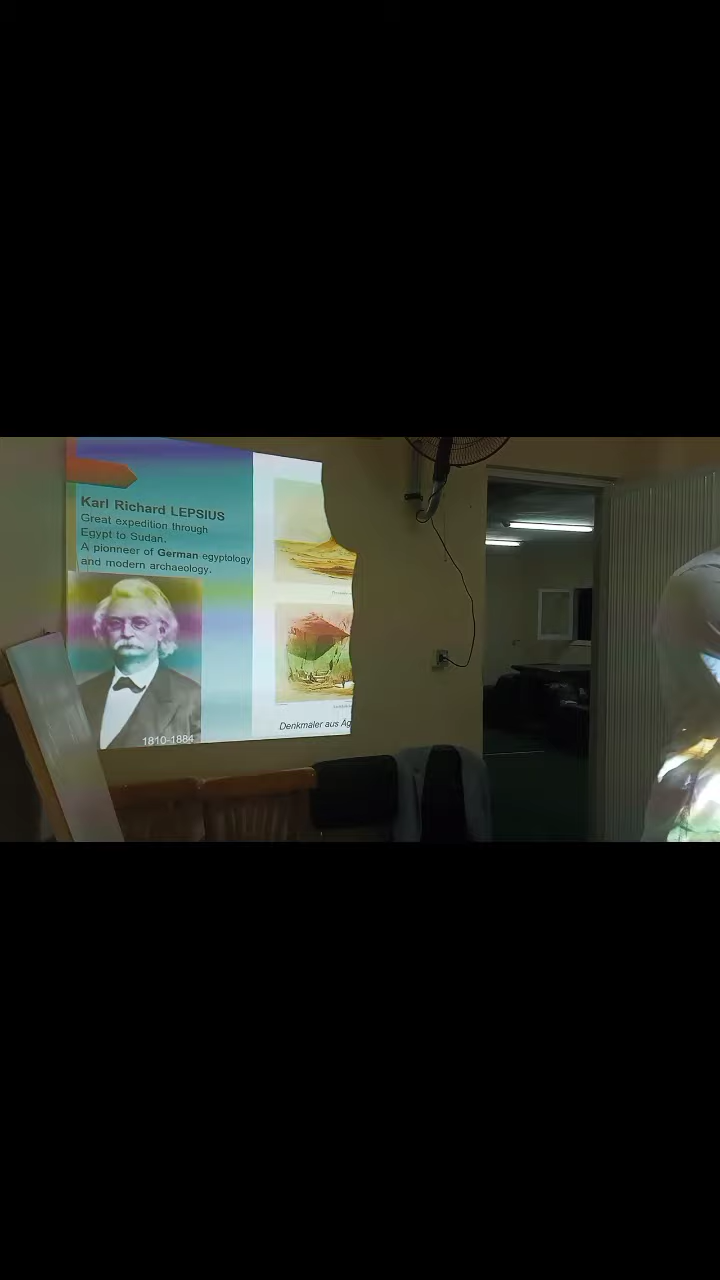 Karl Richard LEPSIUS
Great expedition through
Egypt to Sudan.
A pionneer of German egyptology
and modern archaeology.
1810-1884
Denkmäler aus Äg